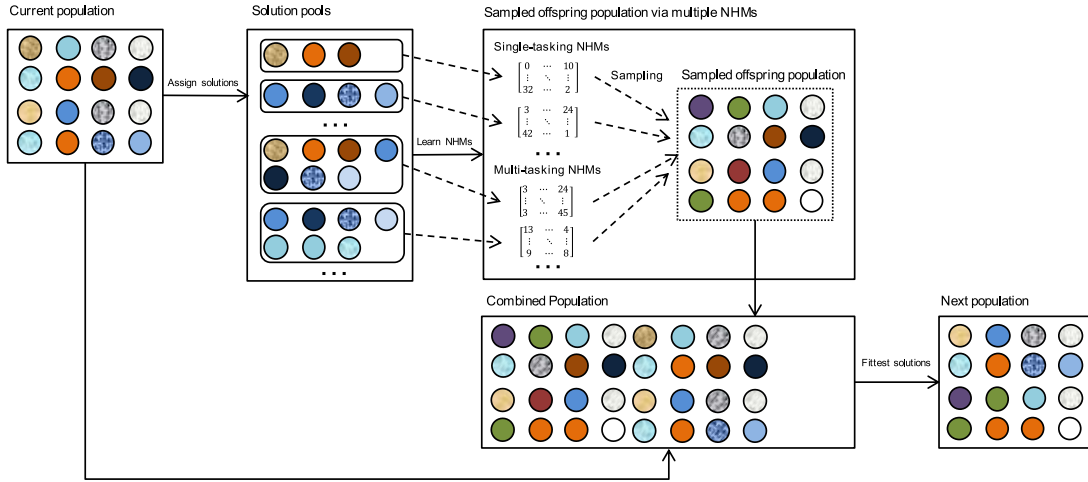 Current population
Solution pools
Sampled offspring population via multiple NHMs
Assign solutions
...
...
Learn NHMs
Single-tasking NHMs
0 ⋯ 10
⋮ ⋱ ⋮
32 ⋯ 2
3 ⋯ 24
⋮ ⋱ ⋮
42 ⋯ 1
...
Multi-tasking NHMs
3 ⋯ 24
⋮ ⋱ ⋮
3 ⋯ 45
13 ⋯ 4
⋮ ⋱ ⋮
9 ⋯ 8
...
Sampling
Sampled offspring population
Combined Population
Fittest solutions
Next population